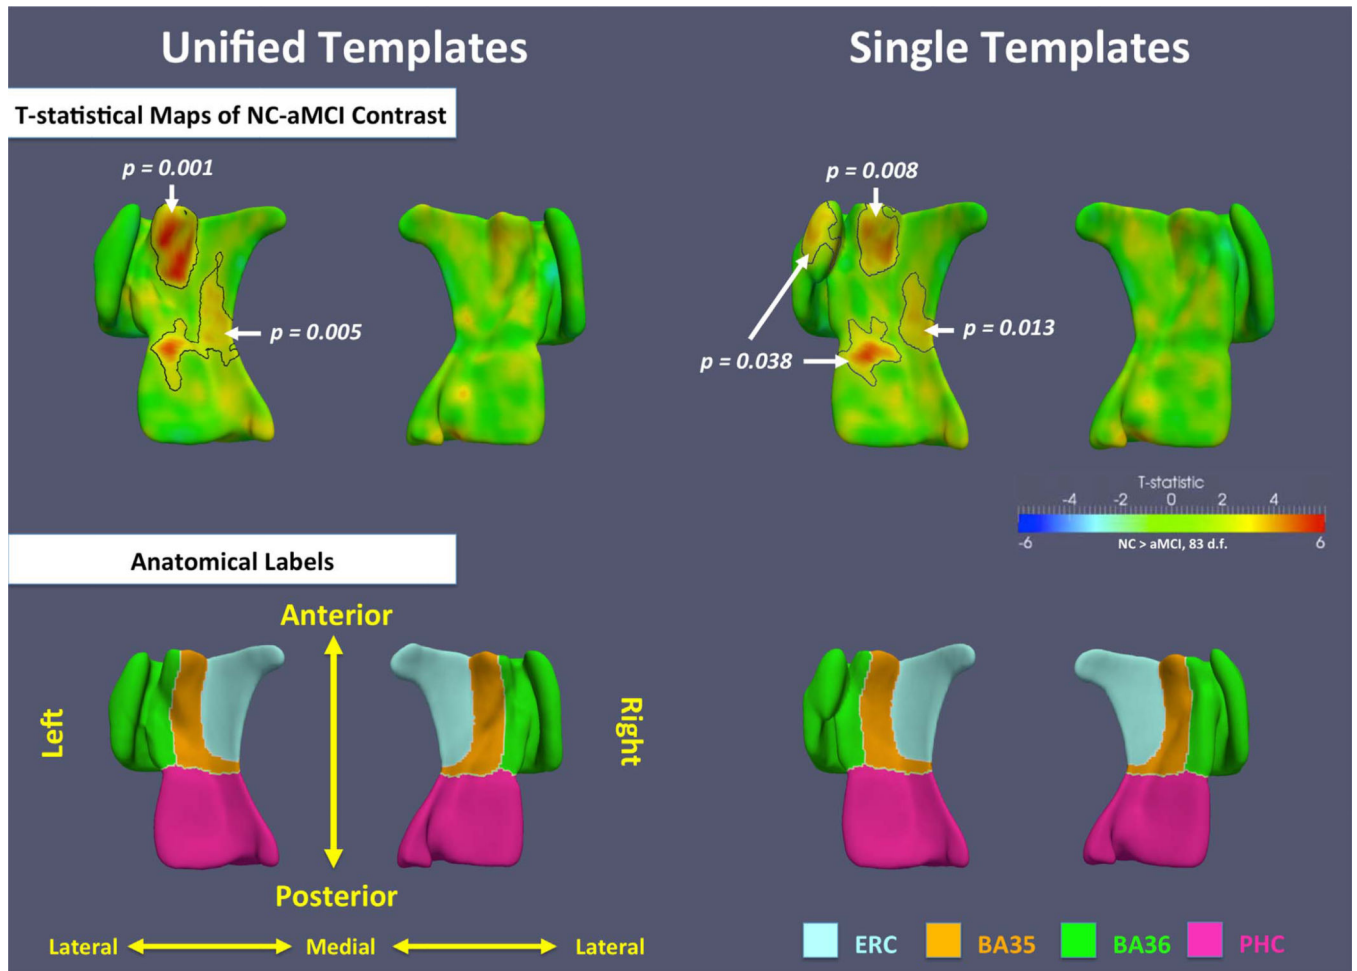 Unified Templates
Single Templates
T-statistical Maps of NC-aMCI Contrast
p = 0.001
p = 0.008
p = 0.005
p = 0.013
p = 0.038
T-statistic
-4 -2 0 2 4
-6 NC > aMCI, 83 d.f. 6
Anatomical Labels
Anterior
Left
Right
Posterior
Lateral Medial Lateral
ERC BA35 BA36 PHC